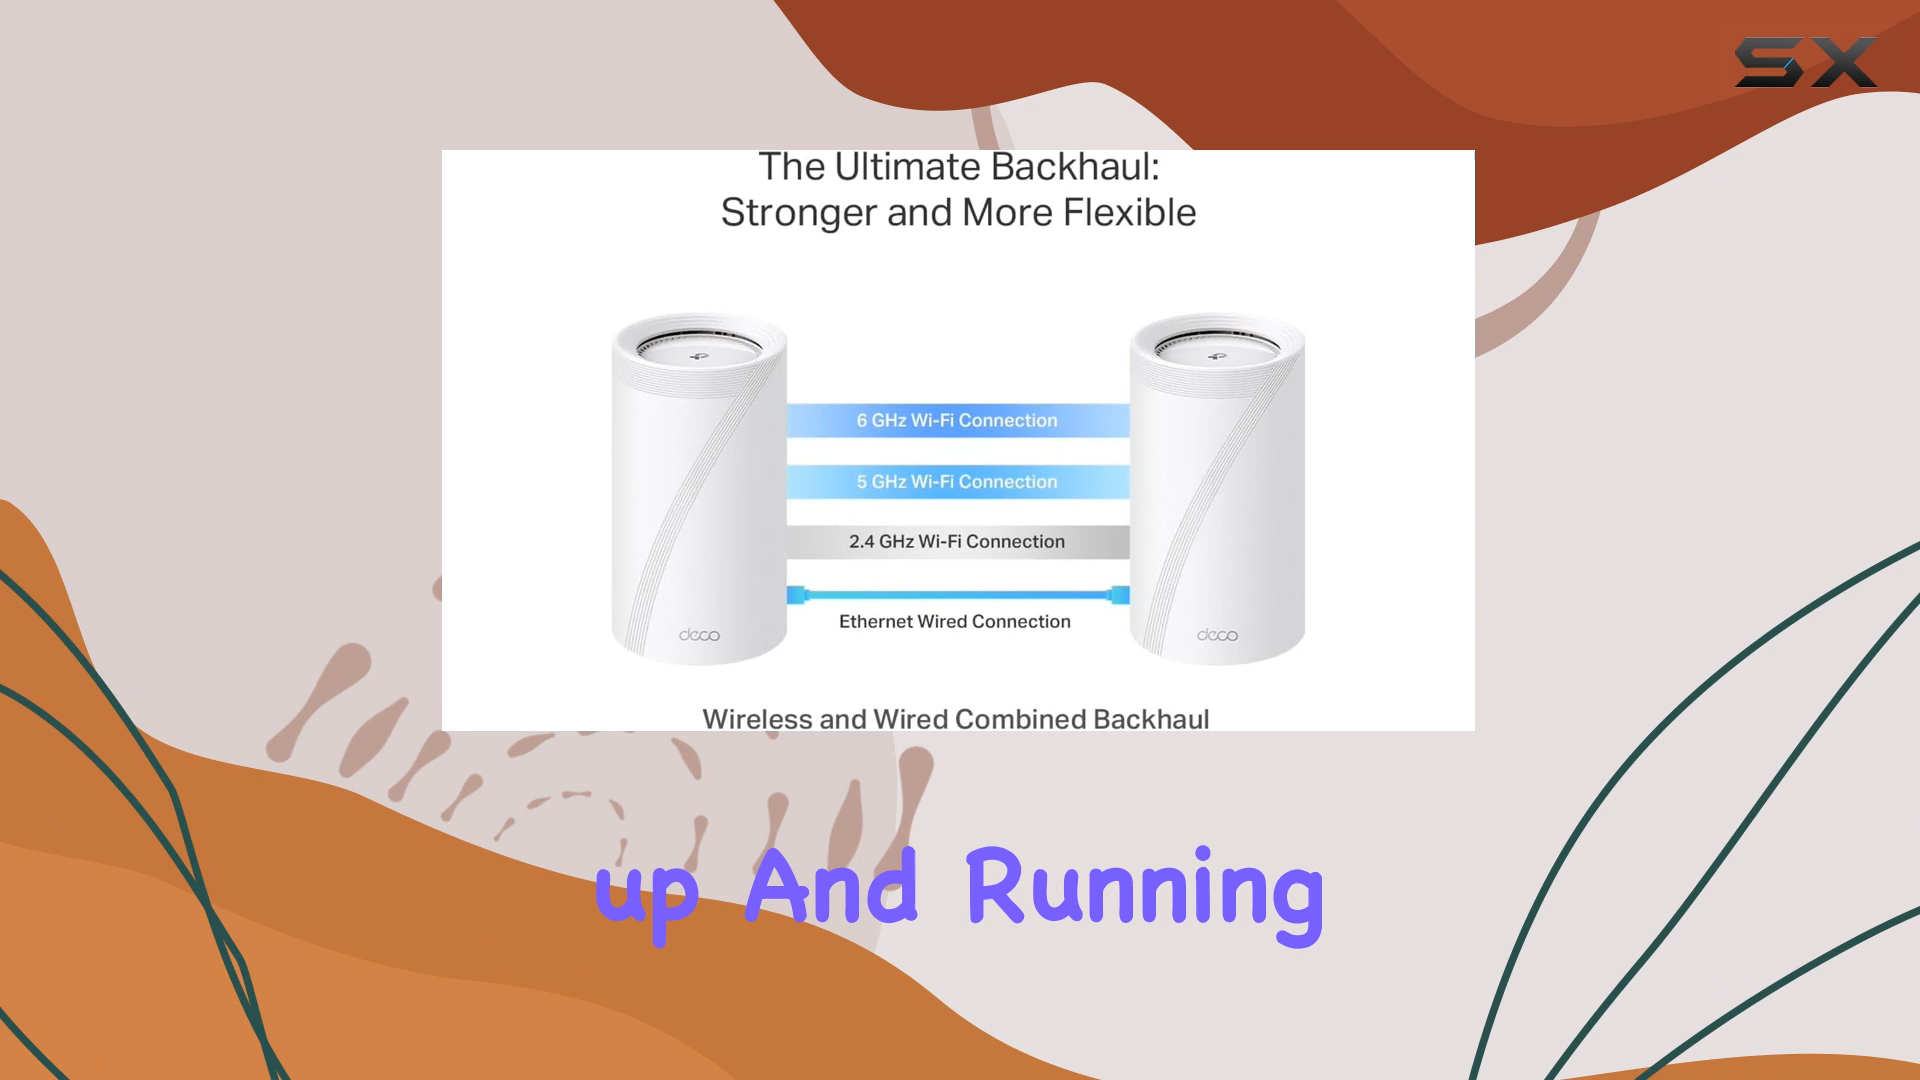 SX
The Ultimate Backhaul:
Stronger and More Flexible
6 GHz Wi-Fi Connection
5 GHz Wi-Fi Connection
2.4 GHz Wi-Fi Connection
Ethernet Wired Connection
deco
deco
Wireless and Wired Combined Backhaul
up And Running